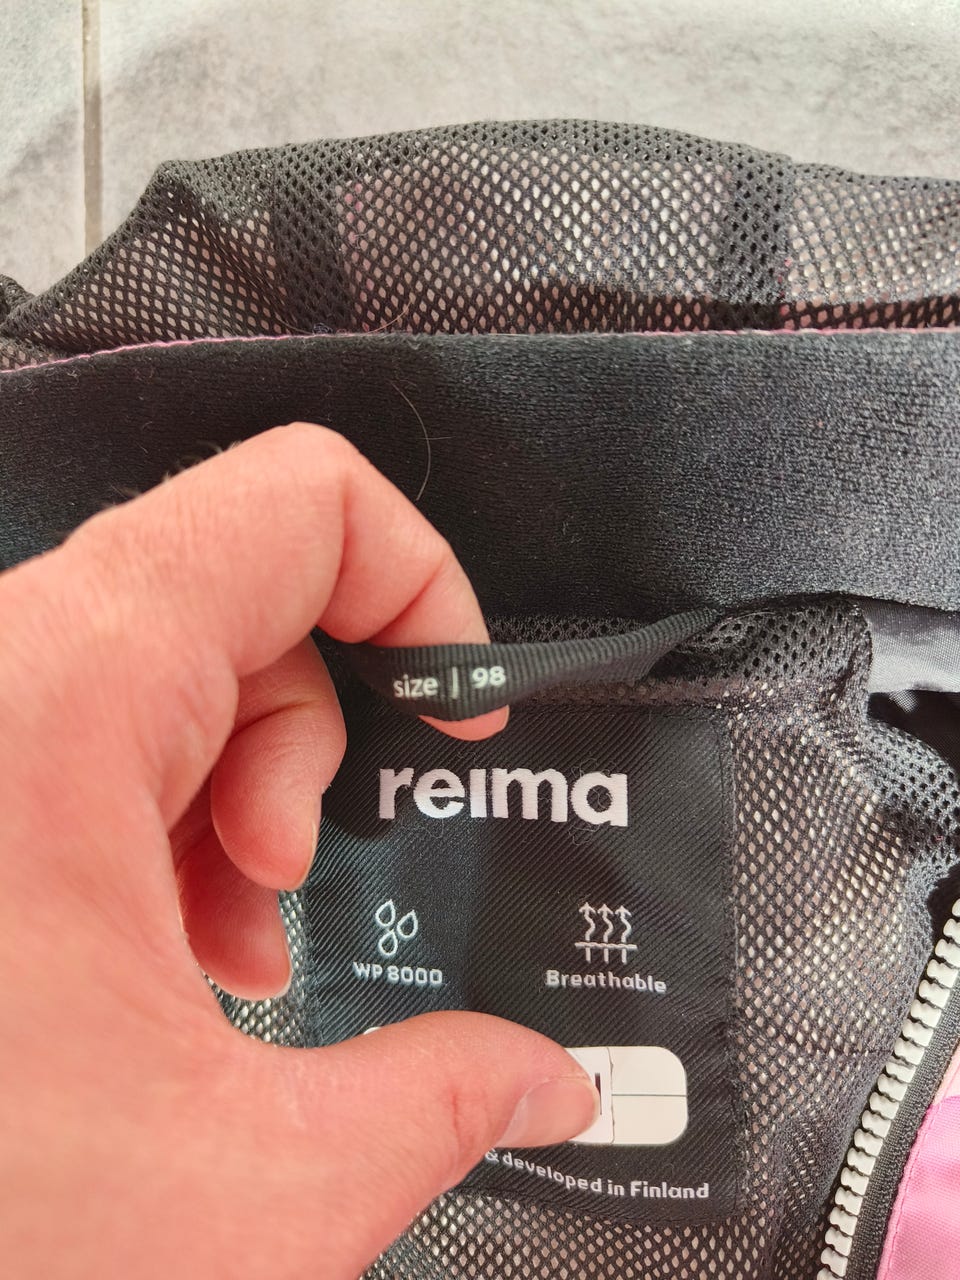 size | 98
reima
WP 8000
Breathable
& developed in Finland